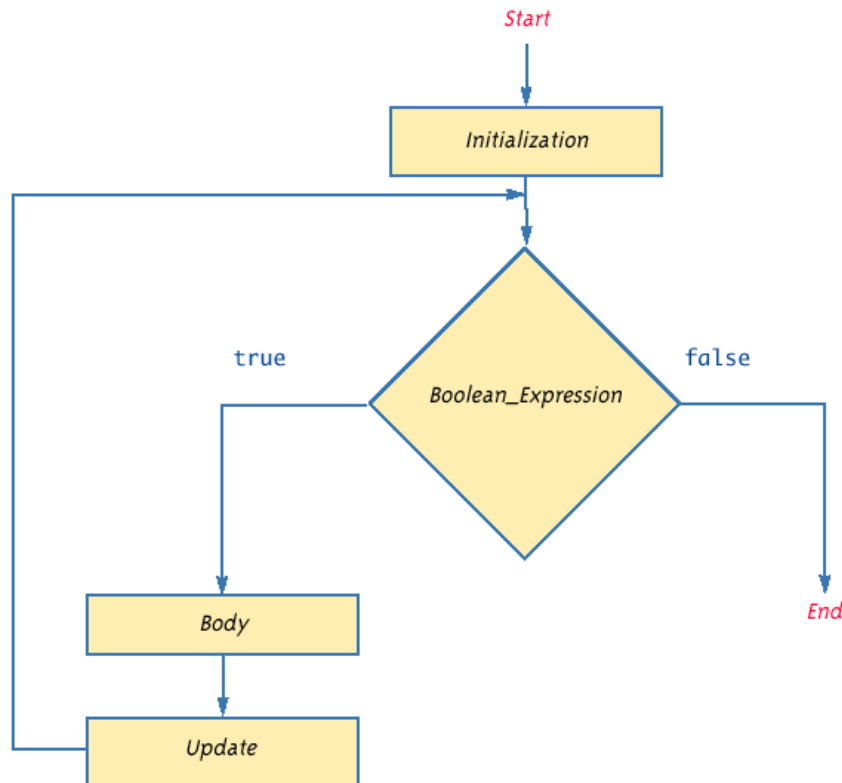 Start
Initialization
true
false
Boolean_Expression
Body
End
Update